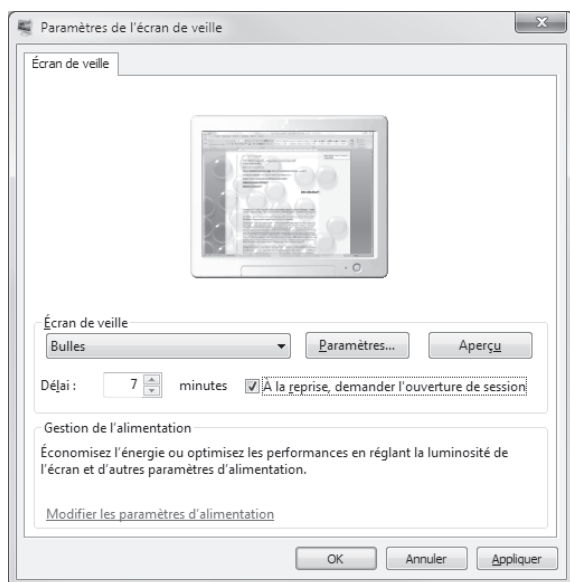 Paramètres de l'écran de veille
Écran de veille
Écran de veille
Bulles
Paramètres...
Aperçu
Délai :
7
minutes
À la reprise, demander l'ouverture de session
Gestion de l'alimentation
Économisez l'énergie ou optimisez les performances en réglant la luminosité de
l'écran et d'autres paramètres d'alimentation.
Modifier les paramètres d'alimentation
OK
Annuler
Appliquer